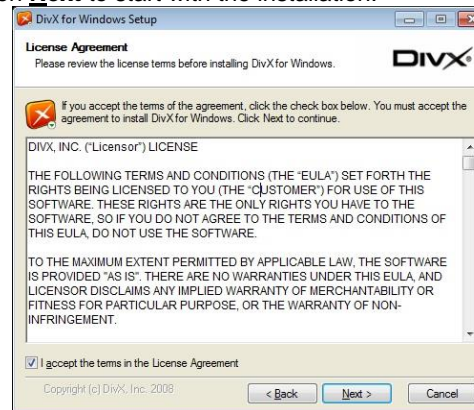 Next to start with the installation.
DivX for Windows Setup
License Agreement
Please review the license terms before installing DivX for Windows.
DIVX
If you accept the terms of the agreement, click the check box below. You must accept the
agreement to install DivX for Windows. Click Next to continue.
DIVX, INC. ("Licensor") LICENSE
THE FOLLOWING TERMS AND CONDITIONS (THE "EULA") SET FORTH THE
RIGHTS BEING LICENSED TO YOU (THE "CUSTOMER") FOR USE OF THIS
SOFTWARE. THESE RIGHTS ARE THE ONLY RIGHTS YOU HAVE TO THE
SOFTWARE, SO IF YOU DO NOT AGREE TO THE TERMS AND CONDITIONS OF
THIS EULA, DO NOT USE THE SOFTWARE.
TO THE MAXIMUM EXTENT PERMITTED BY APPLICABLE LAW, THE SOFTWARE
IS PROVIDED "AS IS". THERE ARE NO WARRANTIES UNDER THIS EULA, AND
LICENSOR DISCLAIMS ANY IMPLIED WARRANTY OF MERCHANTABILITY OR
FITNESS FOR PARTICULAR PURPOSE, OR THE WARRANTY OF NON-
INFRINGEMENT.
I accept the terms in the License Agreement
Copyright (c) DivX, Inc. 2008
< Back
Next >
Cancel